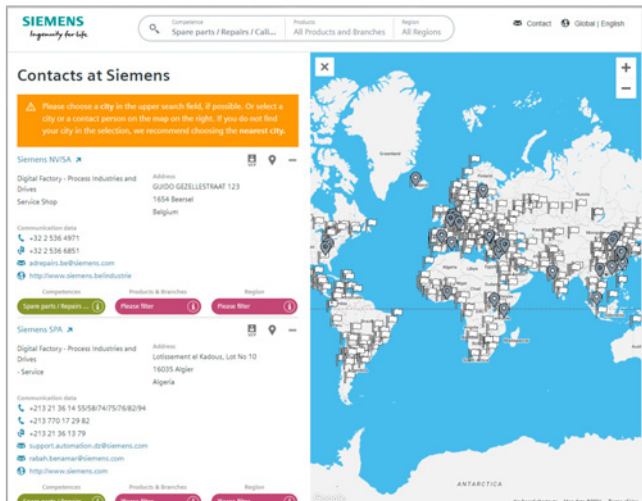 SIEMENS
Ingenuity for life
Competence
Spare parts / Repairs / Cali...
Products
All Products and Branches
Region
All Regions
Contact
Global | English
Contacts at Siemens
Please choose a city in the upper search field, if possible. Or select a
city or a contact person on the map on the right. If you do not find
your city in the selection, we recommend choosing the nearest city.
Siemens NV/SA
VCF
Digital Factory - Process Industries and
Drives
Service Shop
Address
GUIDO GEZELLESTRAAT 123
1654 Beersel
Belgium
Communication data
+32 2 536 4971
+32 2 536 6851
adrepairs.be@siemens.com
http://www.siemens.be/industrie
Competences
Products & Branches
Region
Spare parts / Repairs ...
Please filter
Please filter
Siemens SPA
VCF
Digital Factory - Process Industries and
Drives
- Service
Address
Lotissement el Kadous, Lot No 10
16035 Algier
Algeria
Communication data
+213 21 36 14 55/58/74/75/76/82/94
+213 770 17 29 82
+213 21 36 13 79
support.automation.dz@siemens.com
rabah.benamar@siemens.com
http://www.siemens.com
Competences
Products & Branches
Region
Greenland
Finland
Russia
Algeria
Libya
Egypt
ANTARCTICA